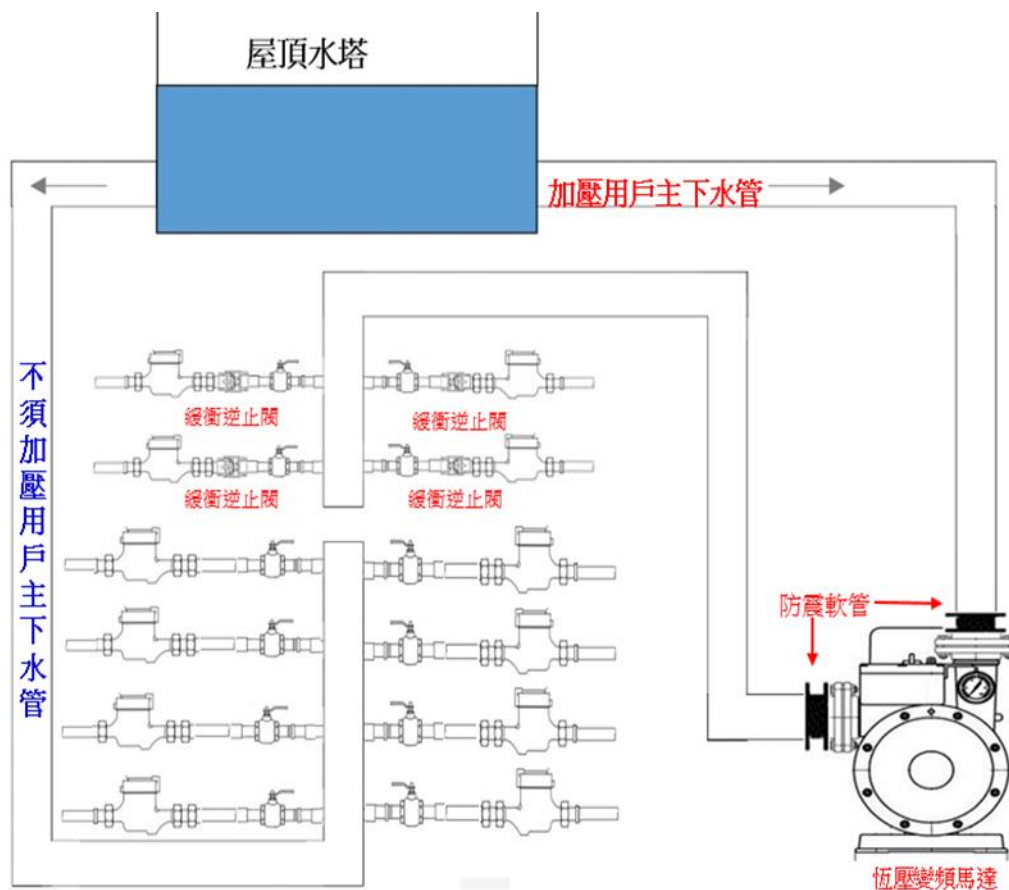 屋頂水塔
加壓用戶主下水管
不須加壓用戶主下水管
緩衝逆止閥
緩衝逆止閥
緩衝逆止閥
緩衝逆止閥
防震軟管
恆壓變頻馬達